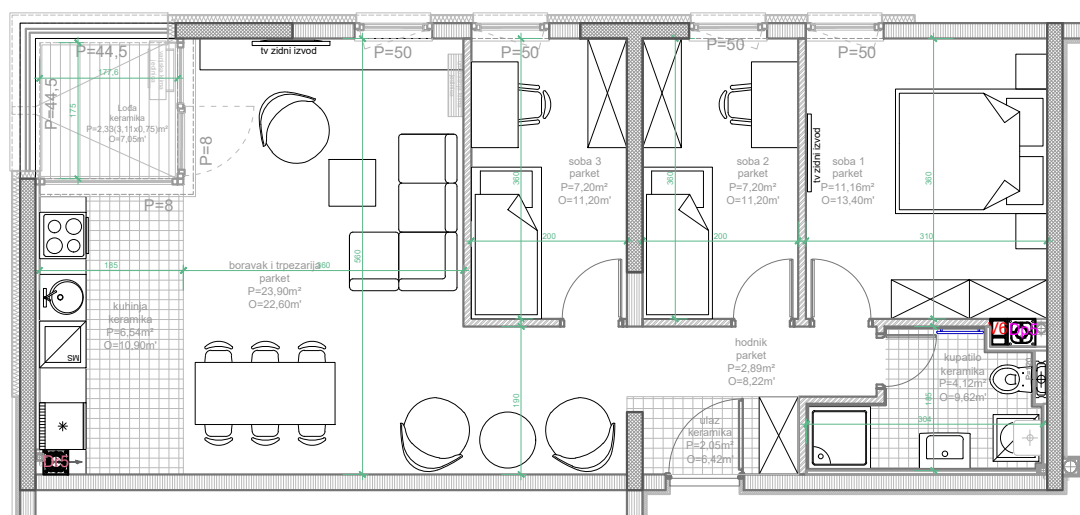 P=44,5
177,6
175
P=44,5
Lođa
keramika
P=2,33(3,11x0,75)m²
O=7,05m'
P=8
P=8
tv zidni izvod
P=50
P=50
P=50
P=50
soba 3
parket
P=7,20m²
O=11,20m'
360
200
soba 2
parket
P=7,20m²
O=11,20m'
360
200
tv zidni izvod
soba 1
parket
P=11,16m²
O=13,40m'
360
310
185
boravak i trpezarija
parket
P=23,90m²
O=22,60m'
360
560
kuhinja
keramika
P=6,54m²
O=10,90m'
MS
190
hodnik
parket
P=2,89m²
O=8,22m'
kupatilo
keramika
P=4,12m²
O=9,62m'
185
304
ulaz
keramika
P=2,05m²
O=8,42m'